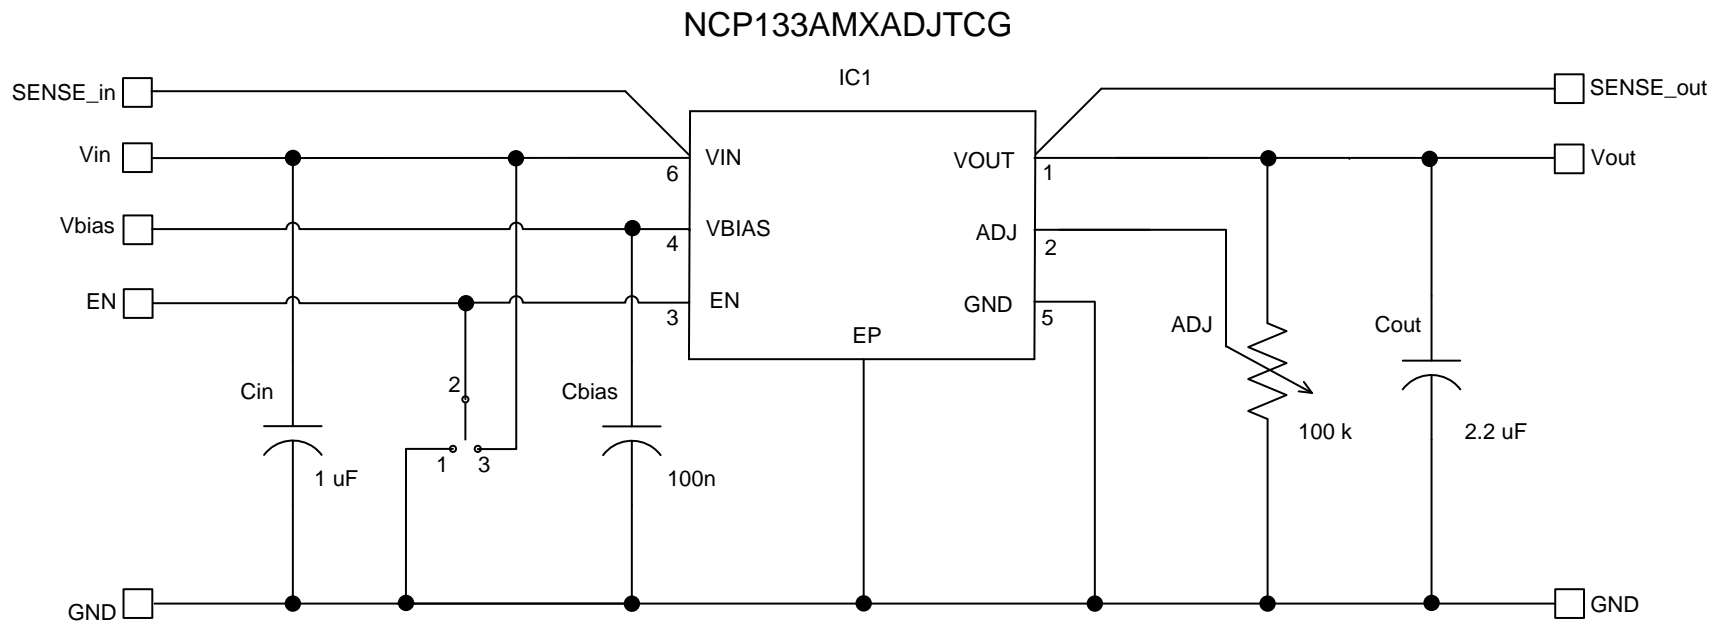 NCP133AMXADJTCG
IC1
SENSE_in
SENSE_out
Vin
VIN
6
VOUT
1
Vout
Vbias
VBIAS
4
ADJ
2
EN
EN
3
GND
5
EP
ADJ
Cout
Cin
2
Cbias
100 k
2.2 uF
1
3
1 uF
100n
GND
GND